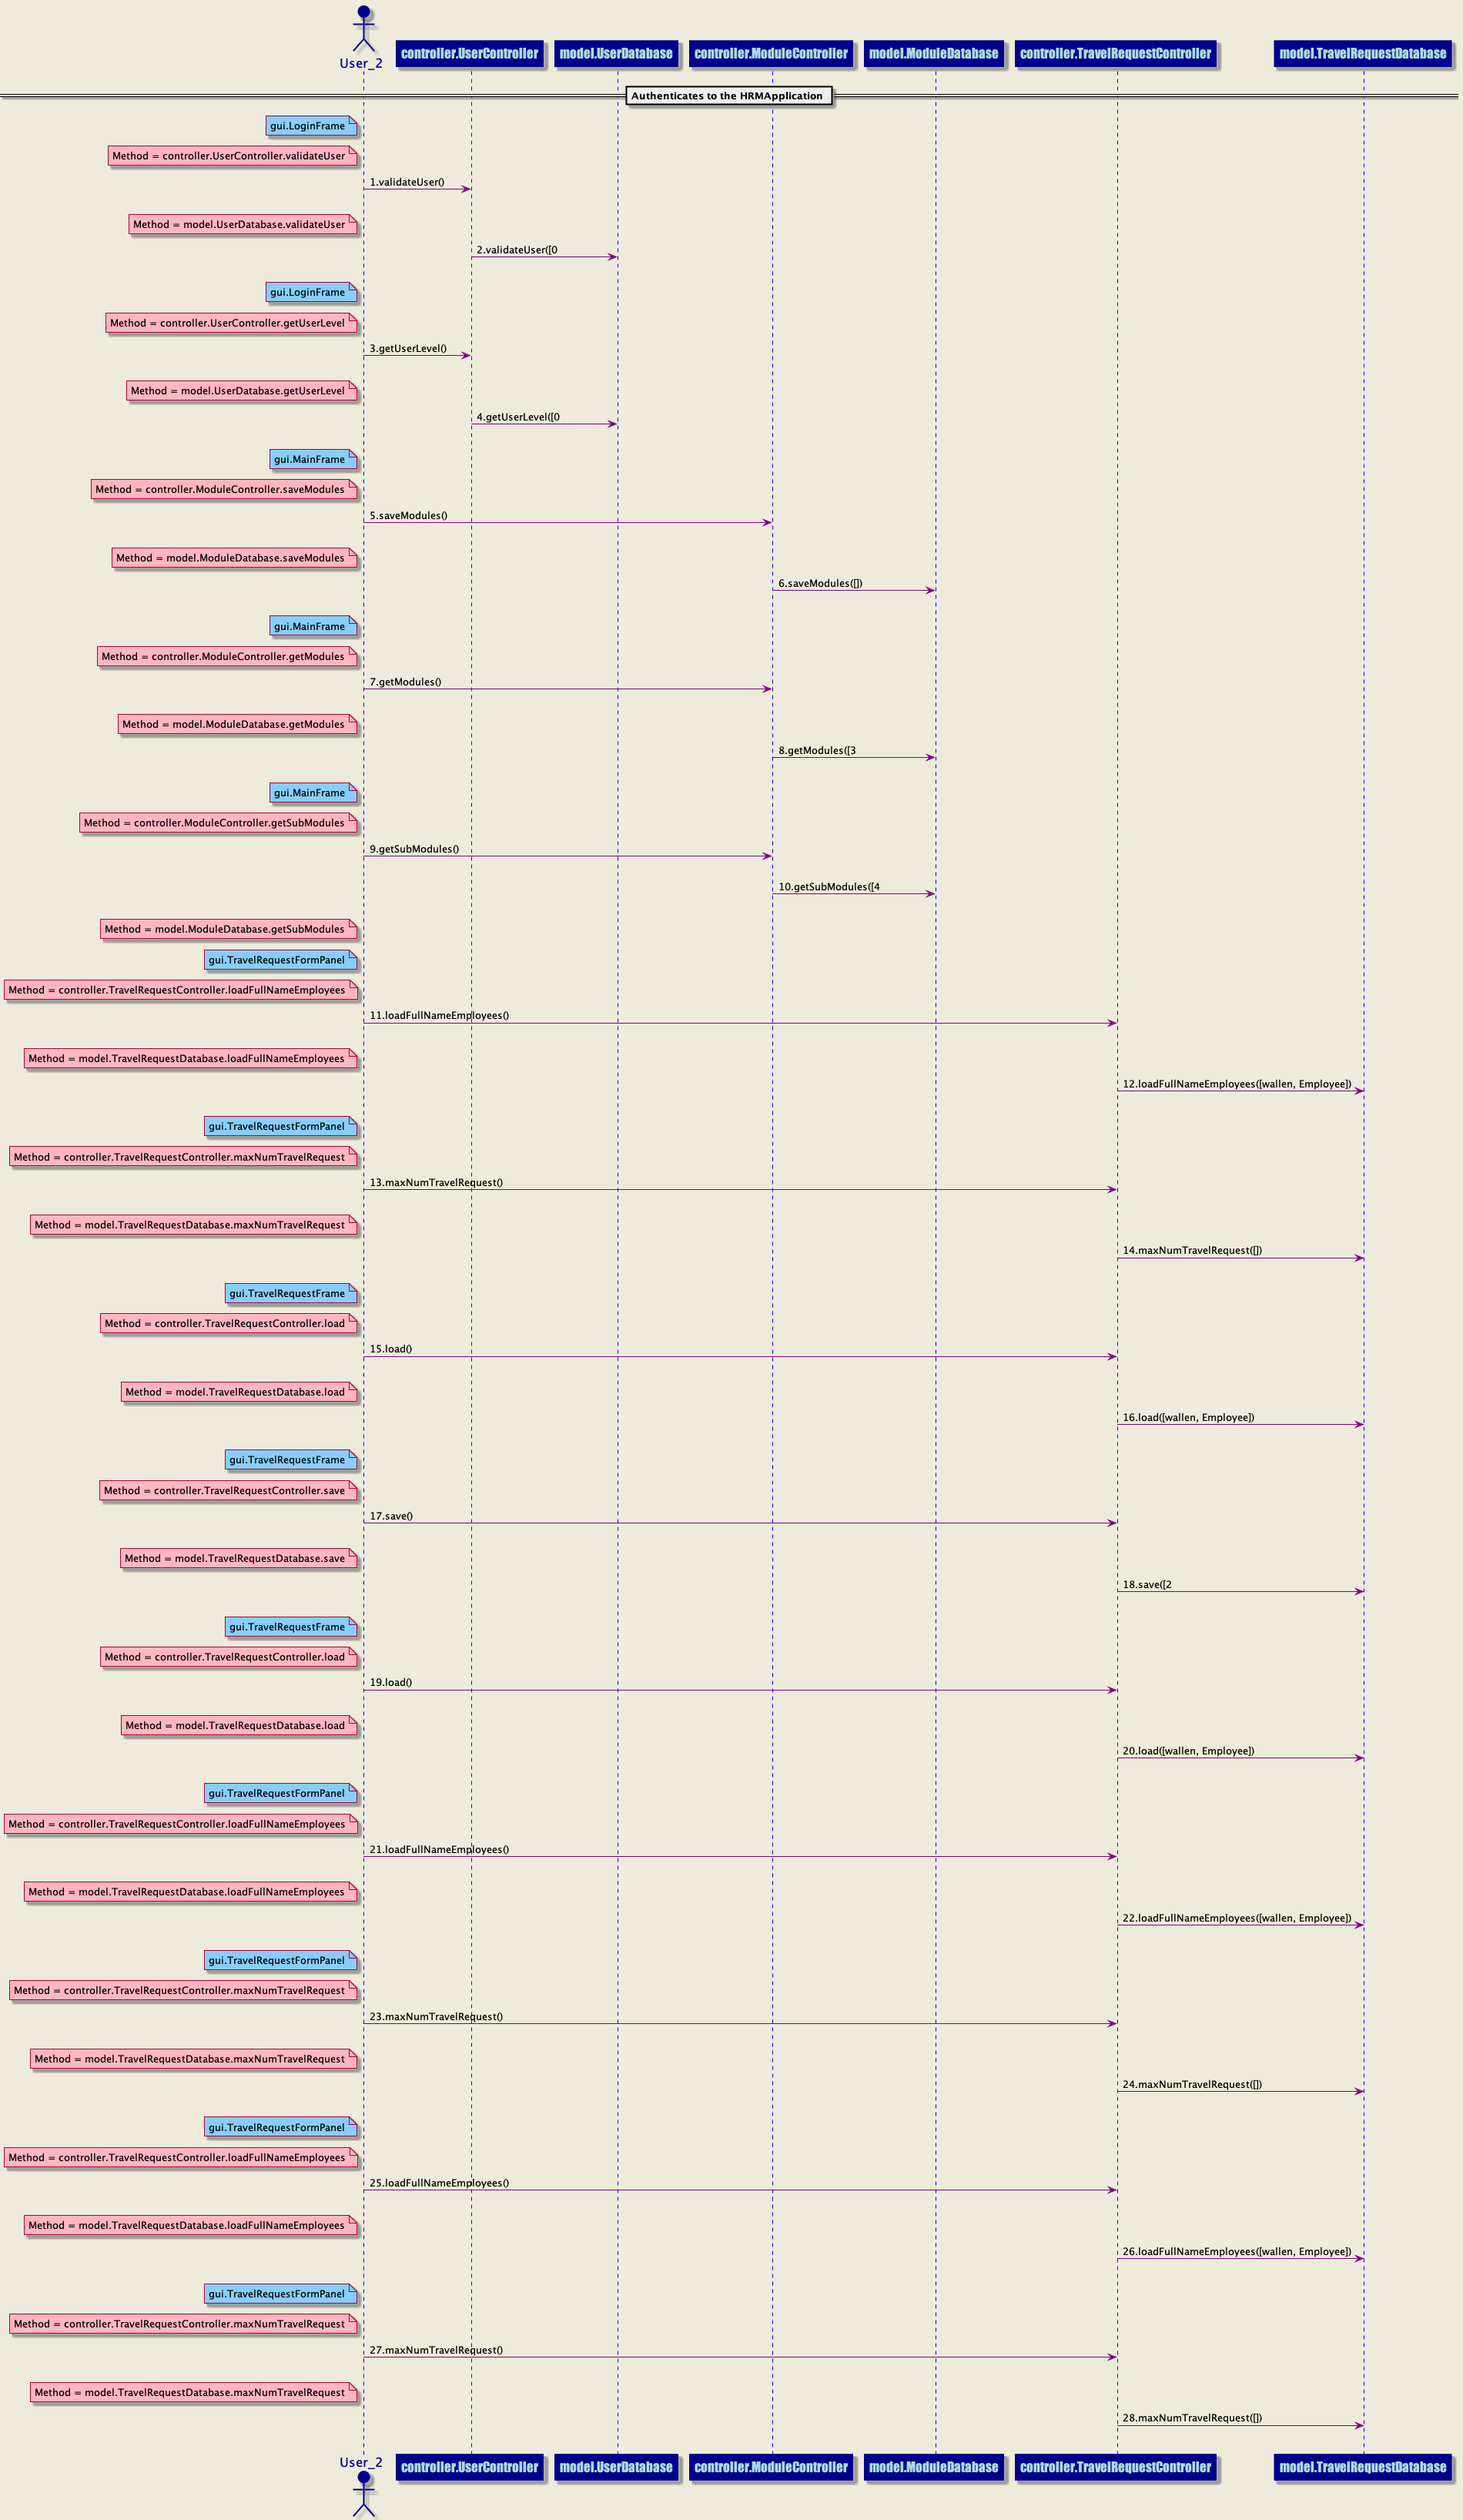 User_2
controller.UserController
model.UserDatabase
controller.ModuleController
model.ModuleDatabase
controller.TravelRequestController
model.TravelRequestDatabase
Authenticates to the HRMApplication
gui.LoginFrame
Method = controller.UserController.validateUser
1.validateUser()
Method = model.UserDatabase.validateUser
2.validateUser([0
gui.LoginFrame
Method = controller.UserController.getUserLevel
3.getUserLevel()
Method = model.UserDatabase.getUserLevel
4.getUserLevel([0
gui.MainFrame
Method = controller.ModuleController.saveModules
5.saveModules()
Method = model.ModuleDatabase.saveModules
6.saveModules([])
gui.MainFrame
Method = controller.ModuleController.getModules
7.getModules()
Method = model.ModuleDatabase.getModules
8.getModules([3
gui.MainFrame
Method = controller.ModuleController.getSubModules
9.getSubModules()
10.getSubModules([4
Method = model.ModuleDatabase.getSubModules
gui.TravelRequestFormPanel
Method = controller.TravelRequestController.loadFullNameEmployees
11.loadFullNameEmployees()
Method = model.TravelRequestDatabase.loadFullNameEmployees
12.loadFullNameEmployees([wallen, Employee])
gui.TravelRequestFormPanel
Method = controller.TravelRequestController.maxNumTravelRequest
13.maxNumTravelRequest()
Method = model.TravelRequestDatabase.maxNumTravelRequest
14.maxNumTravelRequest([])
gui.TravelRequestFrame
Method = controller.TravelRequestController.load
15.load()
Method = model.TravelRequestDatabase.load
16.load([wallen, Employee])
gui.TravelRequestFrame
Method = controller.TravelRequestController.save
17.save()
Method = model.TravelRequestDatabase.save
18.save([2
gui.TravelRequestFrame
Method = controller.TravelRequestController.load
19.load()
Method = model.TravelRequestDatabase.load
20.load([wallen, Employee])
gui.TravelRequestFormPanel
Method = controller.TravelRequestController.loadFullNameEmployees
21.loadFullNameEmployees()
Method = model.TravelRequestDatabase.loadFullNameEmployees
22.loadFullNameEmployees([wallen, Employee])
gui.TravelRequestFormPanel
Method = controller.TravelRequestController.maxNumTravelRequest
23.maxNumTravelRequest()
Method = model.TravelRequestDatabase.maxNumTravelRequest
24.maxNumTravelRequest([])
gui.TravelRequestFormPanel
Method = controller.TravelRequestController.loadFullNameEmployees
25.loadFullNameEmployees()
Method = model.TravelRequestDatabase.loadFullNameEmployees
26.loadFullNameEmployees([wallen, Employee])
gui.TravelRequestFormPanel
Method = controller.TravelRequestController.maxNumTravelRequest
27.maxNumTravelRequest()
Method = model.TravelRequestDatabase.maxNumTravelRequest
28.maxNumTravelRequest([])
User_2
controller.UserController
model.UserDatabase
controller.ModuleController
model.ModuleDatabase
controller.TravelRequestController
model.TravelRequestDatabase